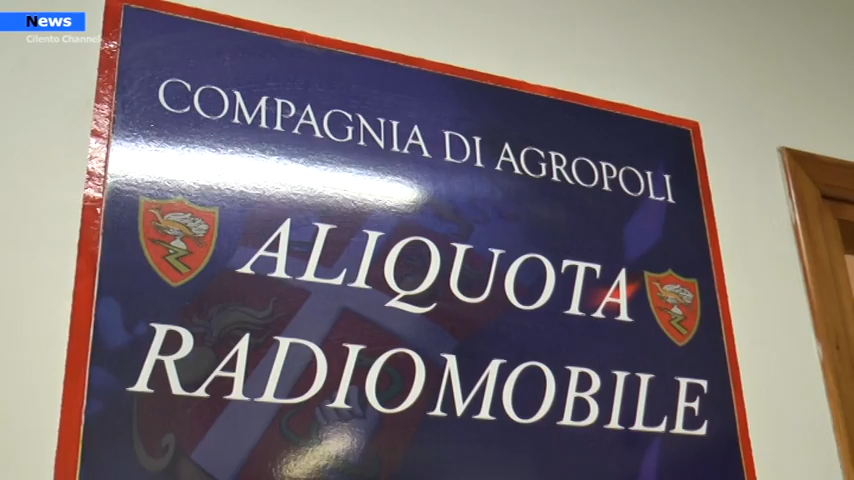 News
Cilento Channel
COMPAGNIA DI AGROPOLI
ALIQUOTA
RADIOMOBILE